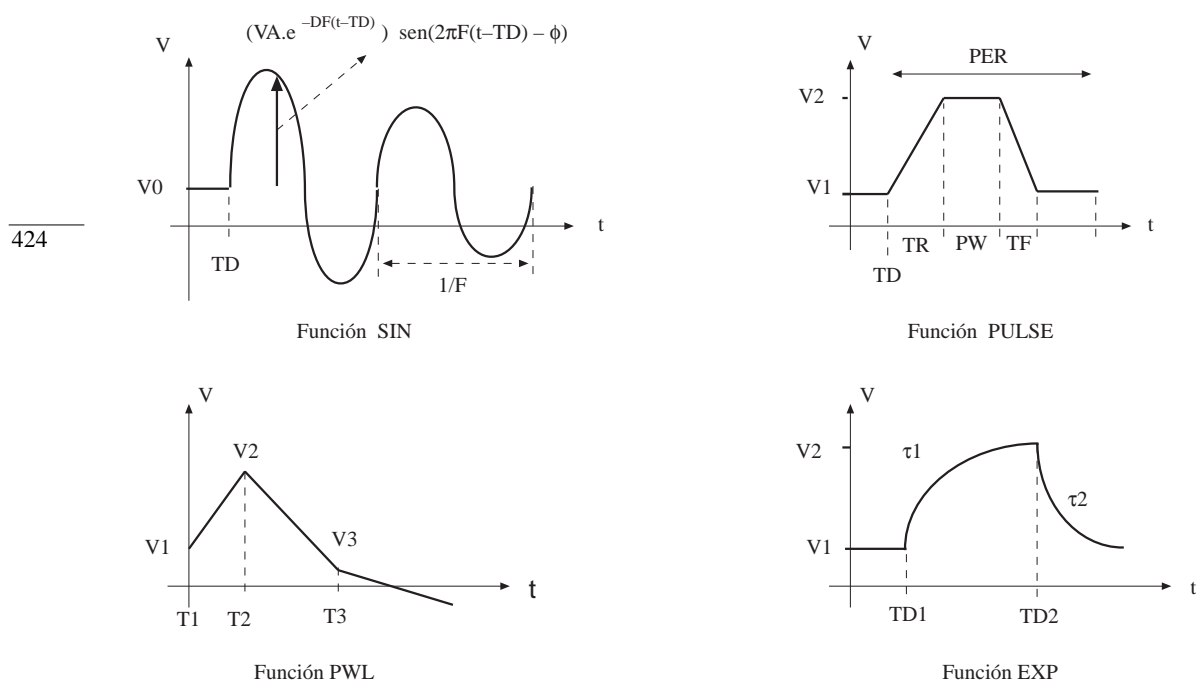 (VA.e –DF(t–TD) ) sen(2πF(t–TD) – ϕ)
V
V0
t
TD
1/F
Función SIN
424
V
PER
V2
V1
t
TR PW TF
TD
Función PULSE
V
V2
V1
V3
t
T1 T2 T3
Función PWL
V
V2
τ1
τ2
V1
t
TD1 TD2
Función EXP